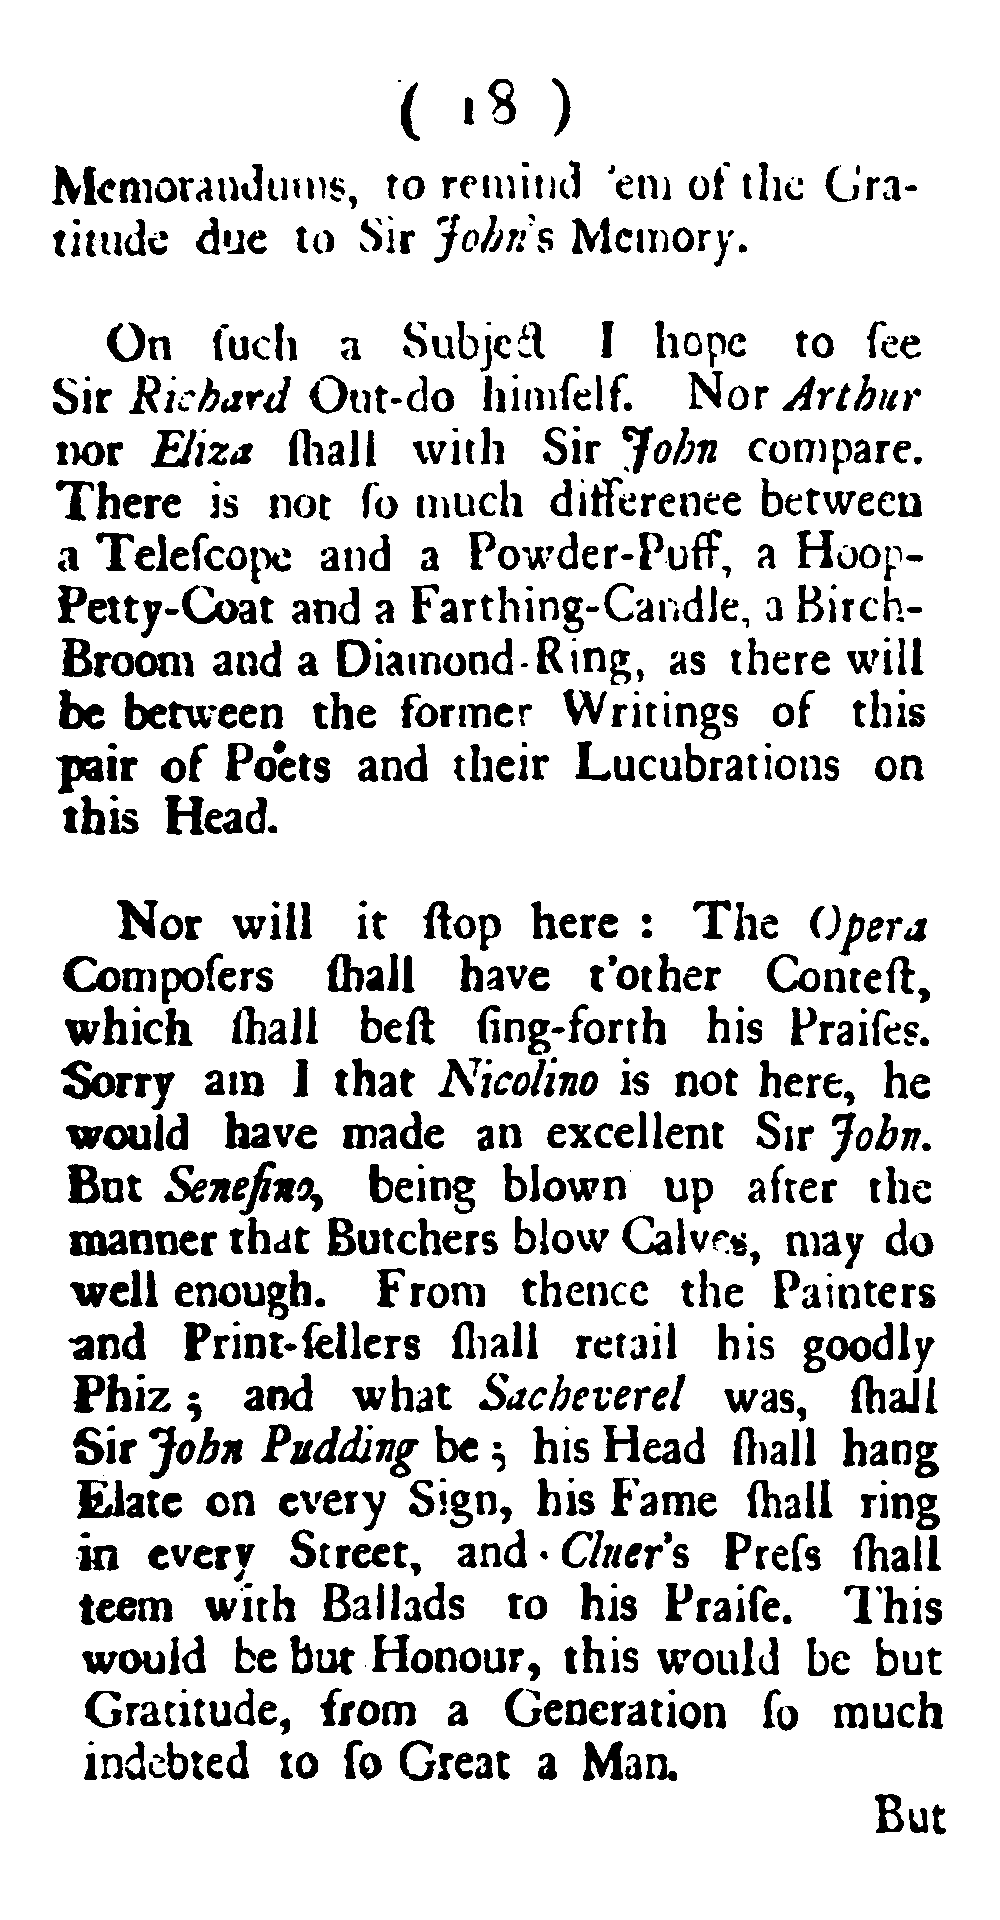 ( 18 )
Memorandums, to remind 'em of the Gra-
titude due to Sir John's Memory.
On ſuch a Subject I hope to ſee
Sir Richard Out-do himſelf. Nor Arthur
nor Eliza ſhall with Sir John compare.
There is not ſo much difference between
a Teleſcope and a Powder-Puff, a Hoop-
Petty-Coat and a Farthing-Candle, a Birch-
Broom and a Diamond-Ring, as there will
be between the former Writings of this
pair of Poëts and their Lucubrations on
this Head.
Nor will it ſtop here : The Opera
Compoſers ſhall have t'other Conteſt,
which ſhall beſt ſing-forth his Praiſes.
Sorry am I that Nicolino is not here, he
would have made an excellent Sir John.
But Seneſino, being blown up after the
manner that Butchers blow Calves, may do
well enough. From thence the Painters
and Print-ſellers ſhall retail his goodly
Phiz ; and what Sacheverel was, ſhall
Sir John Pudding be ; his Head ſhall hang
Elate on every Sign, his Fame ſhall ring
in every Street, and Cluer's Preſs ſhall
teem with Ballads to his Praiſe. This
would be but Honour, this would be but
Gratitude, from a Generation ſo much
indebted to ſo Great a Man.
But